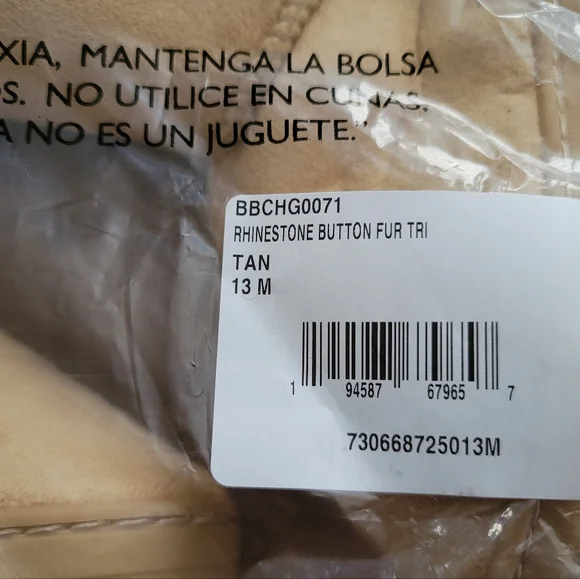 XIA, MANTENGA LA BOLSA
OS. NO UTILICE EN CUNAS,
A NO ES UN JUGUETE."
BBCHG0071
RHINESTONE BUTTON FUR TRI
TAN
13 M
1 94587 67965 7
730668725013M